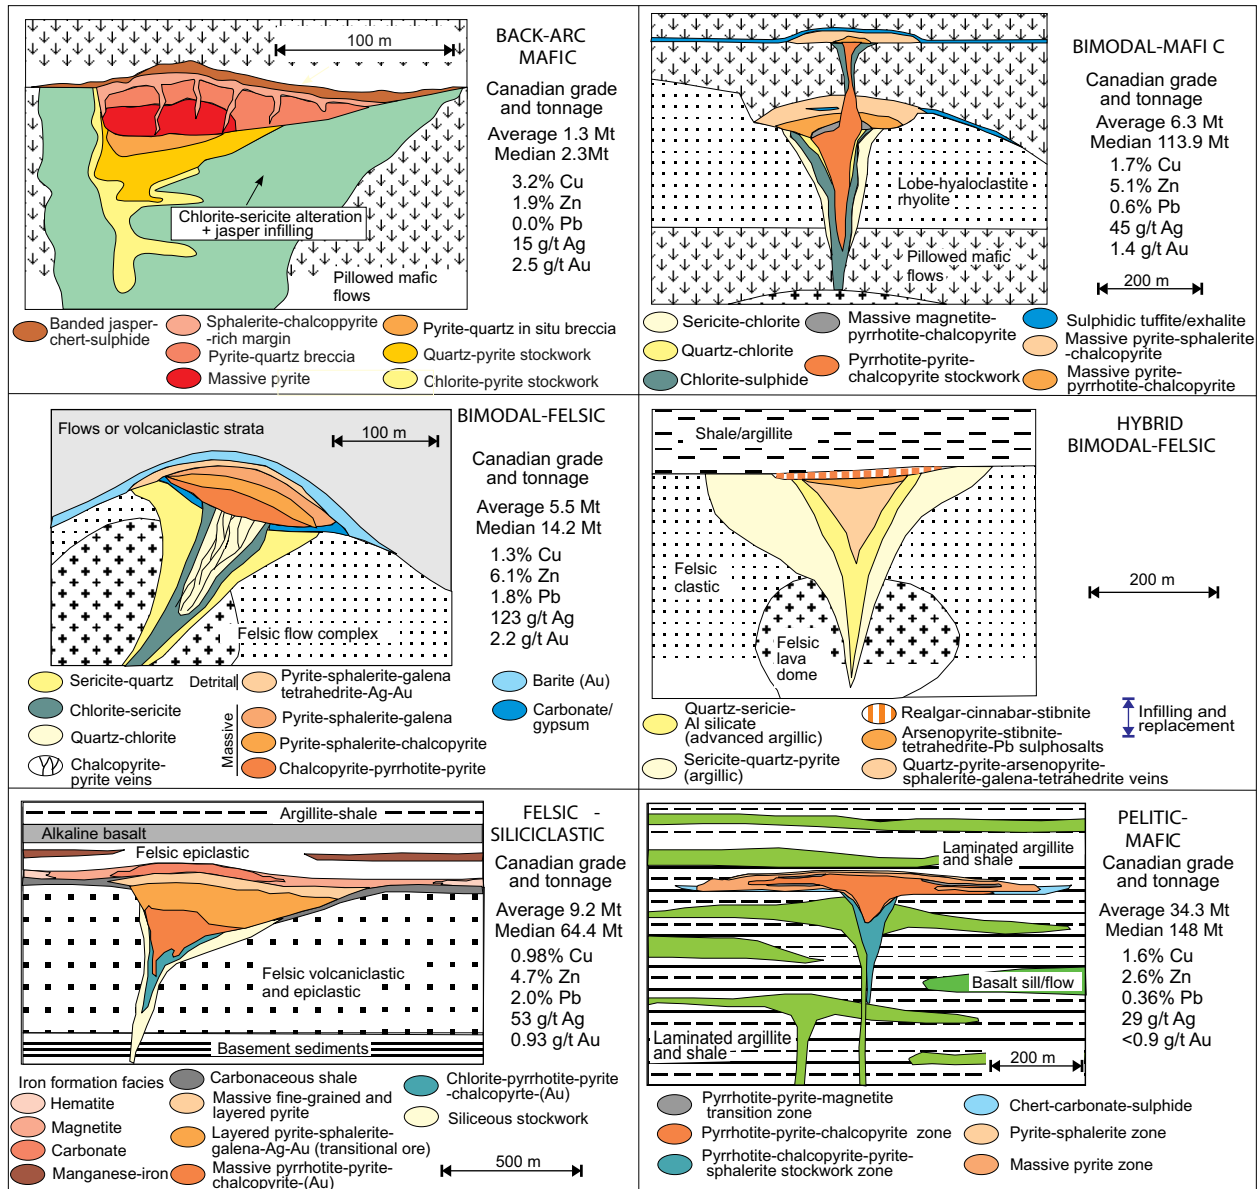 BACK-ARC
MAFIC
100 m
Canadian grade
and tonnage
Average 1.3 Mt
Median 2.3Mt
3.2% Cu
1.9% Zn
0.0% Pb
15 g/t Ag
2.5 g/t Au
Chlorite-sericite alteration
+ jasper infilling
Pillowed mafic
flows
Banded jasper-
chert-sulphide
Sphalerite-chalcoppyrite
-rich margin
Pyrite-quartz breccia
Massive pyrite
Pyrite-quartz in situ breccia
Quartz-pyrite stockwork
Chlorite-pyrite stockwork
BIMODAL-MAFI C
Canadian grade
and tonnage
Average 6.3 Mt
Median 113.9 Mt
1.7% Cu
5.1% Zn
0.6% Pb
45 g/t Ag
1.4 g/t Au
200 m
Lobe-hyaloclastite
rhyolite
Pillowed mafic
flows
Sericite-chlorite
Quartz-chlorite
Chlorite-sulphide
Massive magnetite-
pyrrhotite-chalcopyrite
Pyrrhotite-pyrite-
chalcopyrite stockwork
Sulphidic tuffite/exhalite
Massive pyrite-sphalerite
-chalcopyrite
Massive pyrite-
pyrrhotite-chalcopyrite
BIMODAL-FELSIC
Flows or volcaniclastic strata
100 m
Canadian grade
and tonnage
Average 5.5 Mt
Median 14.2 Mt
1.3% Cu
6.1% Zn
1.8% Pb
123 g/t Ag
2.2 g/t Au
Felsic flow complex
Sericite-quartz
Chlorite-sericite
Quartz-chlorite
Chalcopyrite-
pyrite veins
Detrital
Pyrite-sphalerite-galena
tetrahedrite-Ag-Au
Massive
Pyrite-sphalerite-galena
Pyrite-sphalerite-chalcopyrite
Chalcopyrite-pyrrhotite-pyrite
Barite (Au)
Carbonate/
gypsum
HYBRID
BIMODAL-FELSIC
Shale/argillite
Felsic
clastic
200 m
Felsic
lava
dome
Quartz-sericie-
Al silicate
(advanced argillic)
Sericite-quartz-pyrite
(argillic)
Realgar-cinnabar-stibnite
Arsenopyrite-stibnite-
tetrahedrite-Pb sulphosalts
Quartz-pyrite-arsenopyrite-
sphalerite-galena-tetrahedrite veins
Infilling and
replacement
FELSIC -
SILICICLASTIC
Argillite-shale
Alkaline basalt
Felsic epiclastic
Canadian grade
and tonnage
Average 9.2 Mt
Median 64.4 Mt
0.98% Cu
4.7% Zn
2.0% Pb
53 g/t Ag
0.93 g/t Au
Felsic volcaniclastic
and epiclastic
Basement sediments
Iron formation facies
Hematite
Magnetite
Carbonate
Manganese-iron
Carbonaceous shale
Massive fine-grained and
layered pyrite
Layered pyrite-sphalerite-
galena-Ag-Au (transitional ore)
Massive pyrrhotite-pyrite-
chalcopyrite-(Au)
Chlorite-pyrrhotite-pyrite
-chalcopyrte-(Au)
Siliceous stockwork
500 m
PELITIC-
MAFIC
Laminated argillite
and shale
Canadian grade
and tonnage
Average 34.3 Mt
Median 148 Mt
1.6% Cu
2.6% Zn
0.36% Pb
29 g/t Ag
<0.9 g/t Au
Basalt sill/flow
Laminated argillite
and shale
200 m
Pyrrhotite-pyrite-magnetite
transition zone
Pyrrhotite-pyrite-chalcopyrite zone
Pyrrhotite-chalcopyrite-pyrite-
sphalerite stockwork zone
Chert-carbonate-sulphide
Pyrite-sphalerite zone
Massive pyrite zone